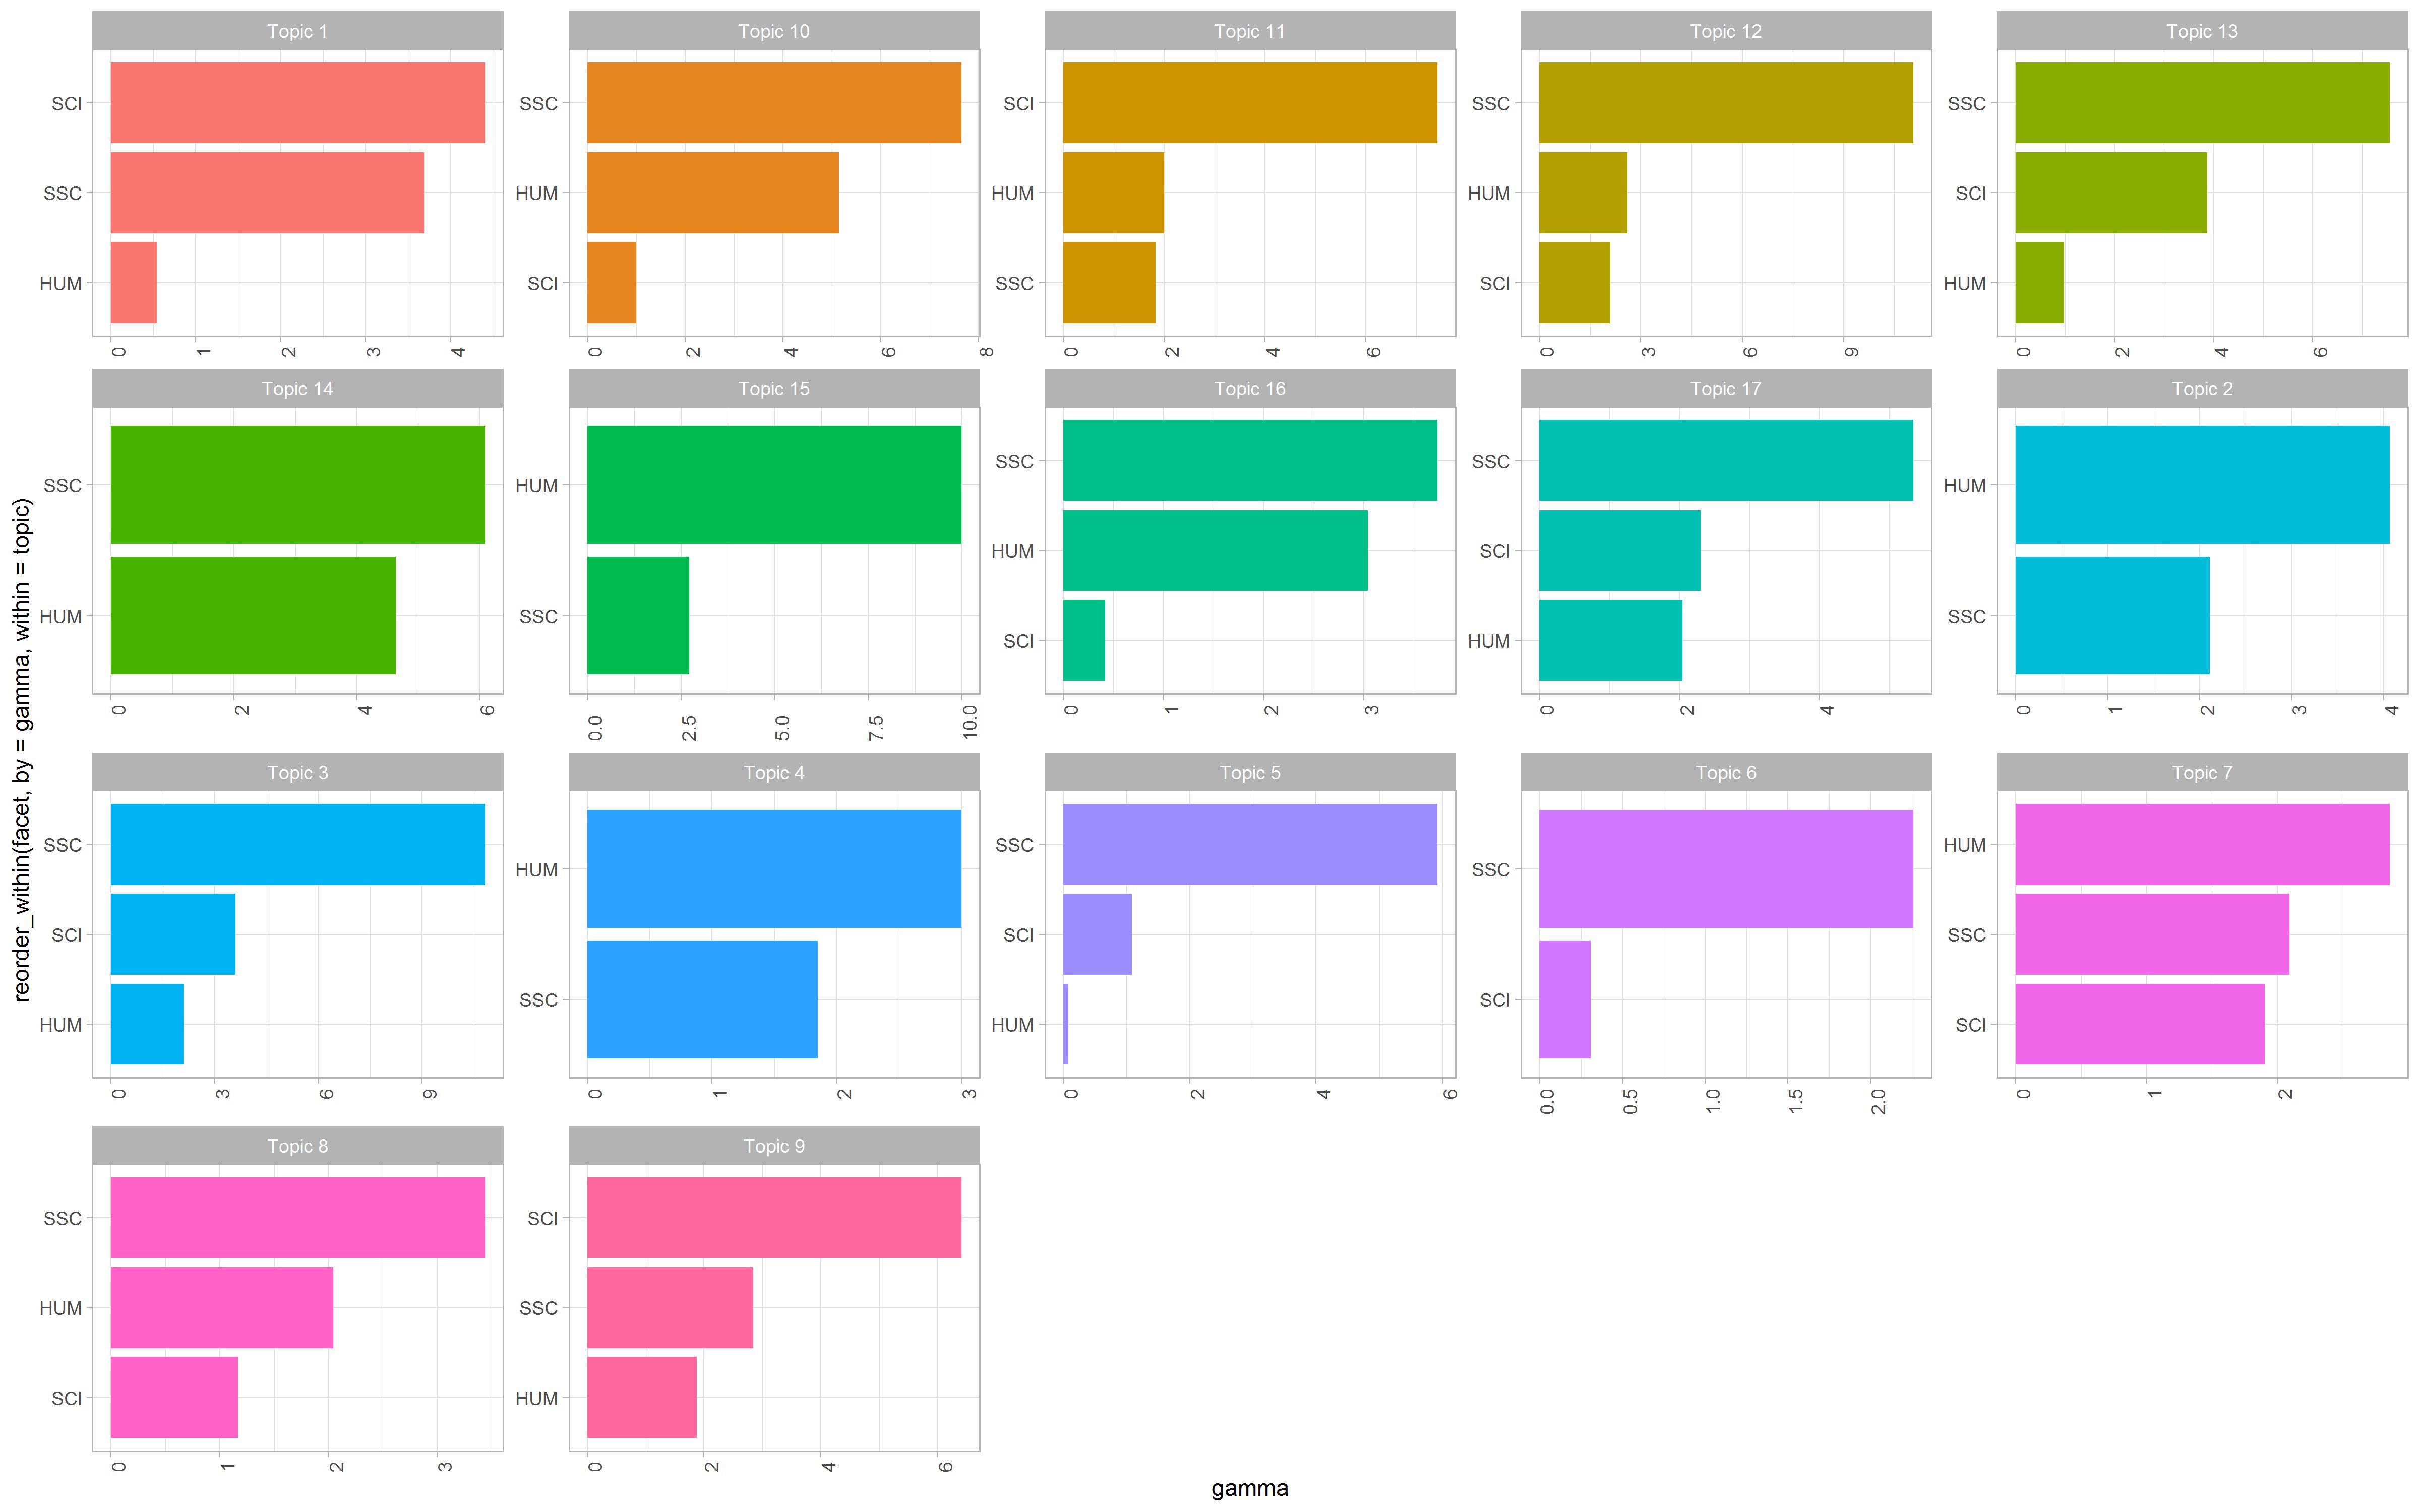 Topic 1 Topic 10 Topic 11 Topic 12 Topic 13
SCI SSC SCI SSC SSC
SSC HUM HUM HUM SCI
HUM SCI SSC SCI HUM
0 1 2 3 4 0 2 4 6 8 0 2 4 6 0 3 6 9 0 2 4 6
Topic 14 Topic 15 Topic 16 Topic 17 Topic 2
SSC HUM SSC SSC HUM
HUM SCI
HUM SSC SCI HUM SSC
0 2 4 6 0.0 2.5 5.0 7.5 10.0 0 1 2 3 0 2 4 0 1 2 3 4
reorder_within(facet, by = gamma, within = topic)
Topic 3 Topic 4 Topic 5 Topic 6 Topic 7
SSC HUM SSC SSC HUM
SCI SCI SSC
HUM SSC HUM SCI SCI
0 3 6 9 0 1 2 3 0 2 4 6 0.0 0.5 1.0 1.5 2.0 0 1 2
Topic 8 Topic 9
SSC SCI
HUM SSC
SCI HUM
0 1 2 3 0 2 4 6
gamma